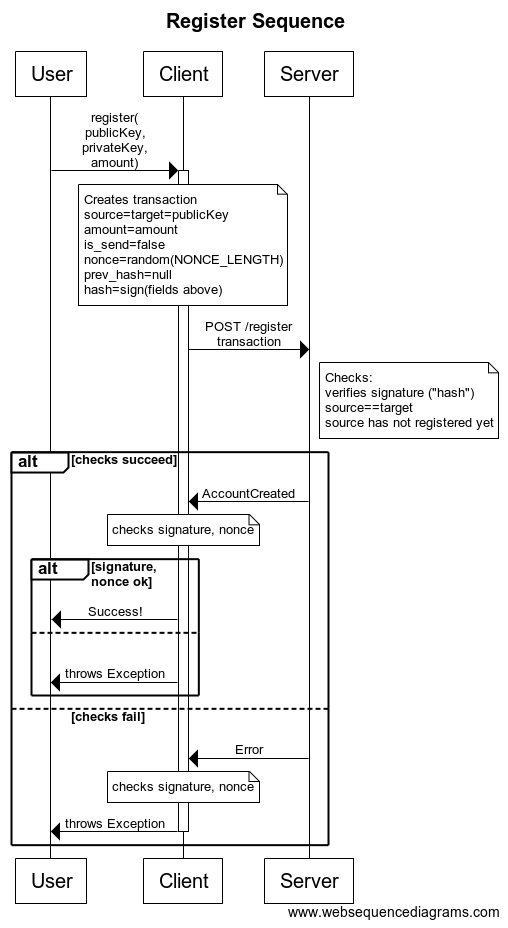 Register Sequence
User
Client
Server
register(
publicKey,
privateKey,
amount)
Creates transaction
source=target=publicKey
amount=amount
is_send=false
nonce=random(NONCE_LENGTH)
prev_hash=null
hash=sign(fields above)
POST /register
transaction
Checks:
verifies signature ("hash")
source==target
source has not registered yet
alt
[checks succeed]
AccountCreated
checks signature, nonce
alt
[signature,
nonce ok]
Success!
throws Exception
[checks fail]
Error
checks signature, nonce
throws Exception
User
Client
Server
www.websequencediagrams.com